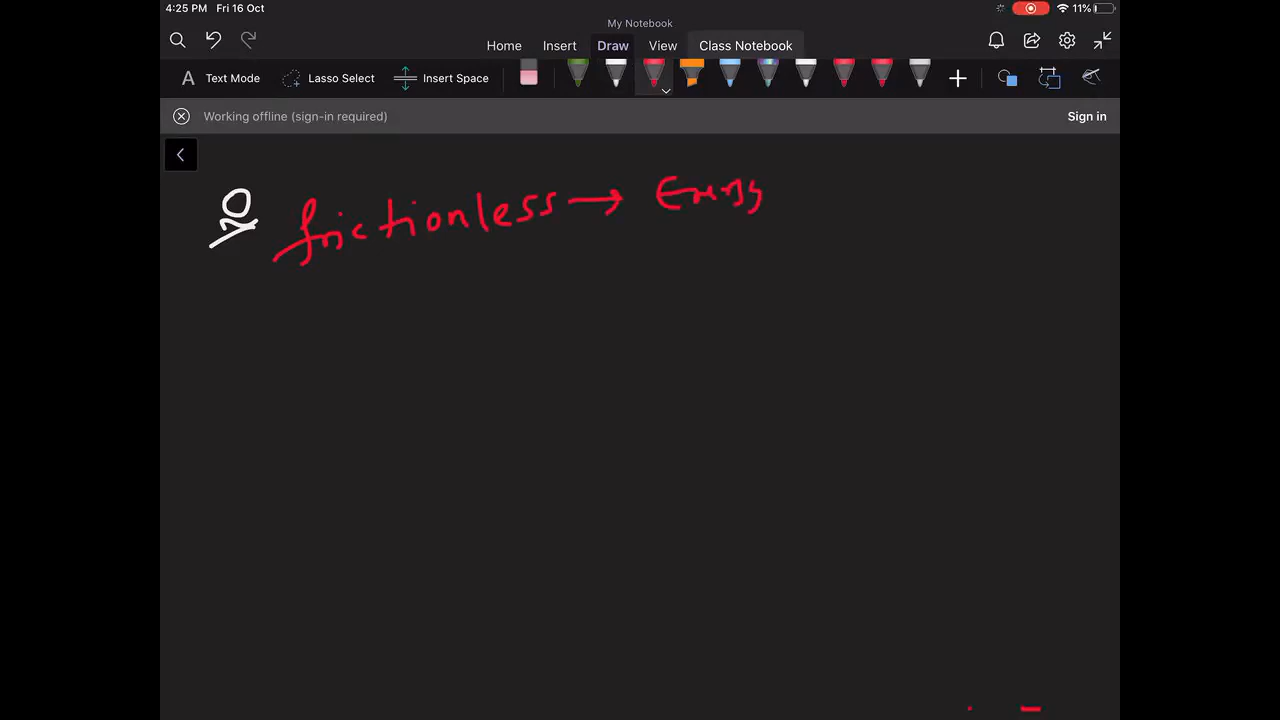 4:25 PM Fri 16 Oct 11%
My Notebook
Home Insert Draw View Class Notebook
A Text Mode Lasso Select Insert Space
Working offline (sign-in required) Sign in
frictionless →